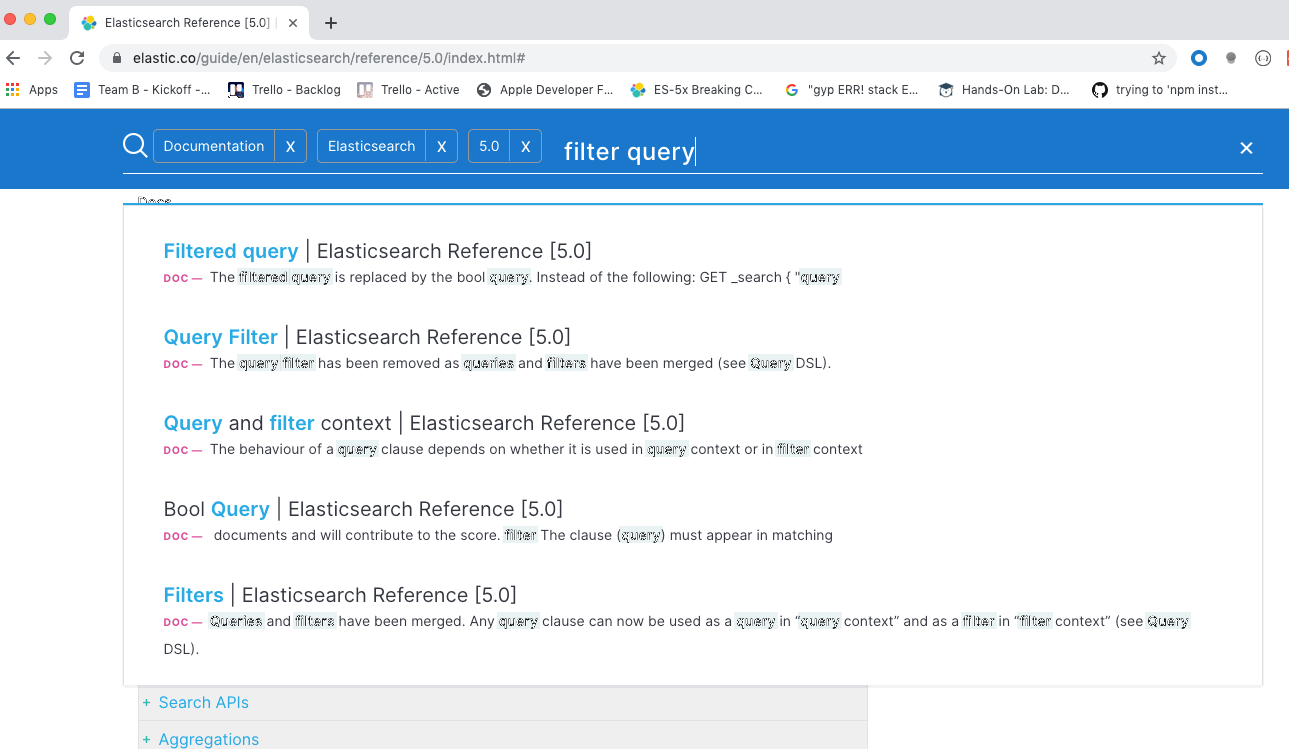 Elasticsearch Reference [5.0] |
elastic.co/guide/en/elasticsearch/reference/5.0/index.html#
Apps Team B - Kickoff -... Trello - Backlog Trello - Active Apple Developer F... ES-5x Breaking C... "gyp ERR! stack E... Hands-On Lab: D... trying to 'npm inst...
Documentation X Elasticsearch X 5.0 X filter query
Docs
Filtered query | Elasticsearch Reference [5.0]
DOC — The filtered query is replaced by the bool query. Instead of the following: GET _search { "query
Query Filter | Elasticsearch Reference [5.0]
DOC — The query filter has been removed as queries and filters have been merged (see Query DSL).
Query and filter context | Elasticsearch Reference [5.0]
DOC — The behaviour of a query clause depends on whether it is used in query context or in filter context
Bool Query | Elasticsearch Reference [5.0]
DOC — documents and will contribute to the score. filter The clause (query) must appear in matching
Filters | Elasticsearch Reference [5.0]
DOC — Queries and filters have been merged. Any query clause can now be used as a query in “query context” and as a filter in “filter context” (see Query
DSL).
+ Search APIs
+ Aggregations